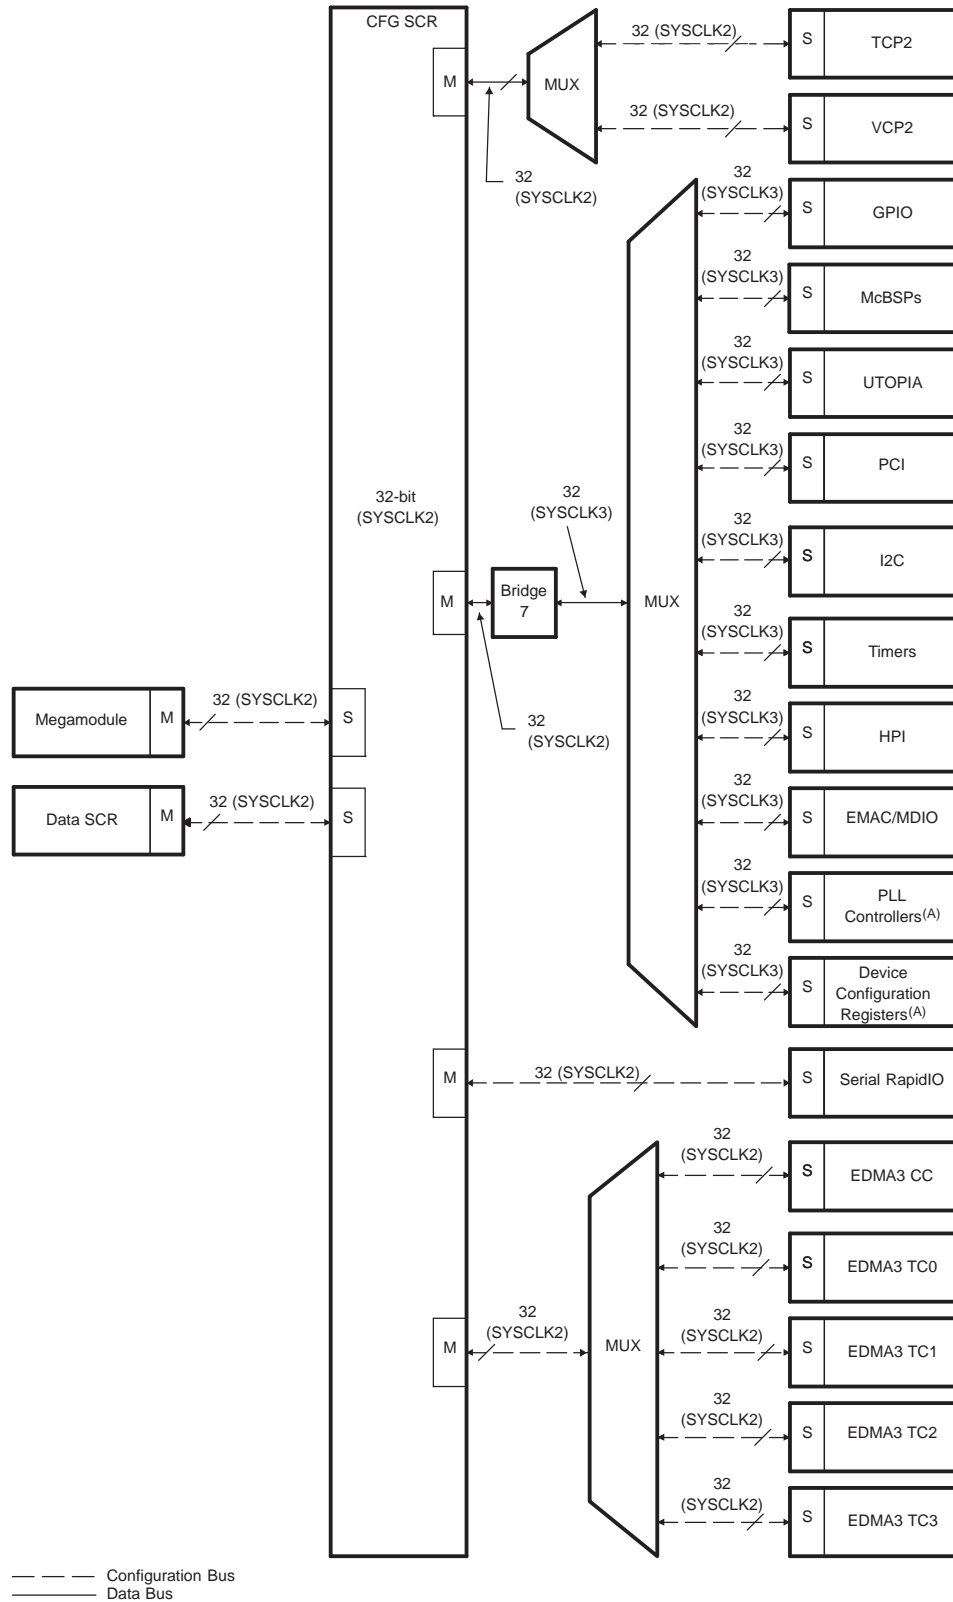 CFG SCR
M
32 (SYSCLK2)
S
TCP2
MUX
32 (SYSCLK2)
S
VCP2
32
(SYSCLK2)
32
(SYSCLK3)
S
GPIO
32
(SYSCLK3)
S
McBSPs
32
(SYSCLK3)
S
UTOPIA
32
(SYSCLK3)
S
PCI
32-bit
(SYSCLK2)
32
(SYSCLK3)
32
(SYSCLK3)
S
I2C
M
Bridge
7
MUX
32
(SYSCLK3)
S
Timers
Megamodule
M
32 (SYSCLK2)
S
32
(SYSCLK2)
32
(SYSCLK3)
S
HPI
Data SCR
M
32 (SYSCLK2)
S
32
(SYSCLK3)
S
EMAC/MDIO
32
(SYSCLK3)
S
PLL
Controllers(A)
32
(SYSCLK3)
S
Device
Configuration
Registers(A)
M
32 (SYSCLK2)
S
Serial RapidIO
32
(SYSCLK2)
S
EDMA3 CC
32
(SYSCLK2)
S
EDMA3 TC0
M
32
(SYSCLK2)
MUX
32
(SYSCLK2)
S
EDMA3 TC1
32
(SYSCLK2)
S
EDMA3 TC2
32
(SYSCLK2)
S
EDMA3 TC3
Configuration Bus
Data Bus